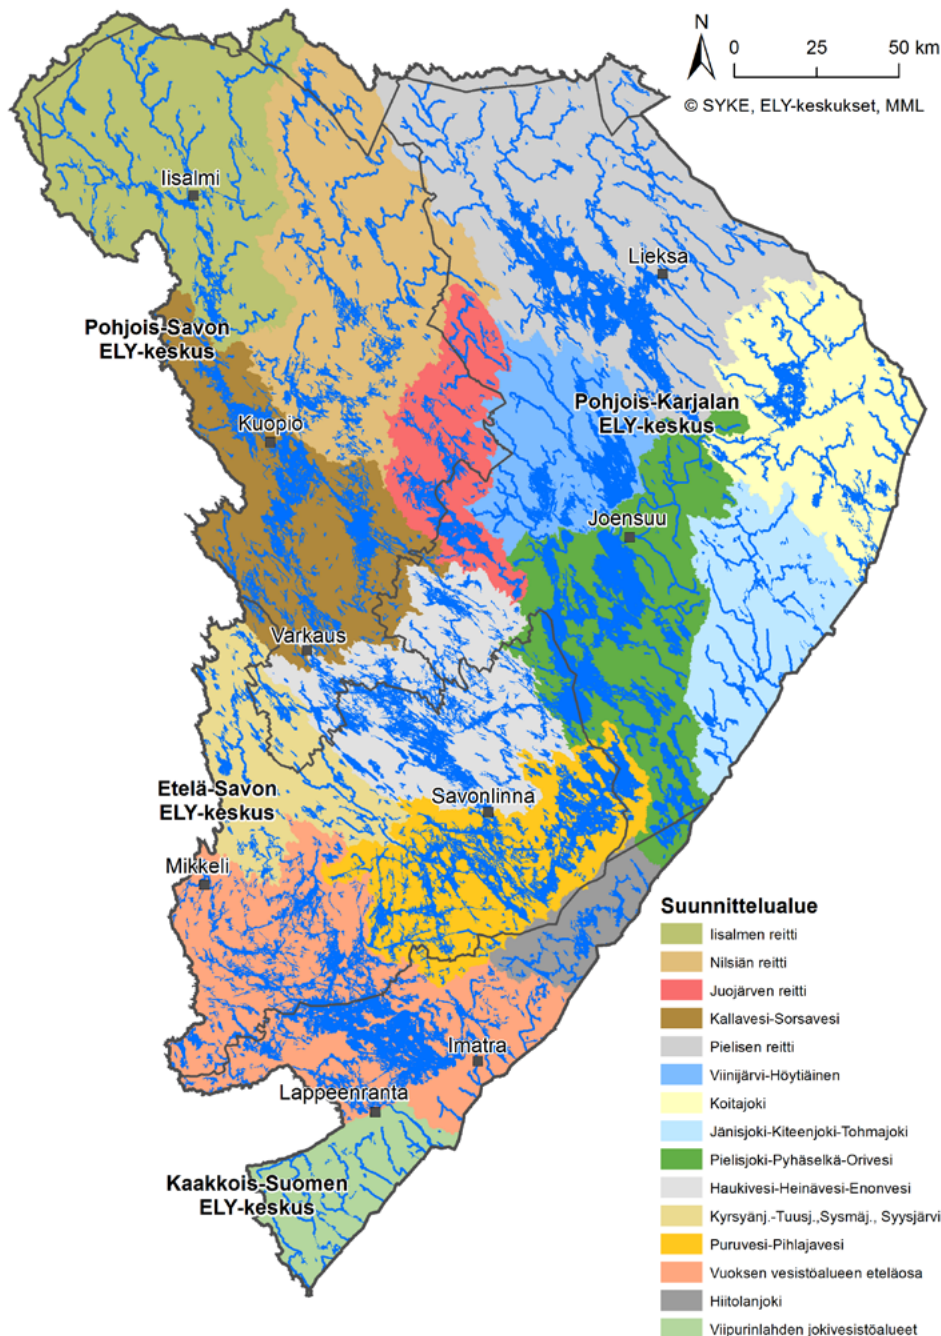 N
0 25 50 km
© SYKE, ELY-keskukset, MML
Iisalmi
Lieksa
Pohjois-Savon
ELY-keskus
Pohjois-Karjalan
ELY-keskus
Kuopio
Joensuu
Varkaus
Etelä-Savon
ELY-keskus
Savonlinna
Mikkeli
Imatra
Lappeenranta
Kaakkois-Suomen
ELY-keskus
Suunnittelualue
Iisalmen reitti
Nilsiän reitti
Juojärven reitti
Kallavesi-Sorsavesi
Pielisen reitti
Viinijärvi-Höytiäinen
Koitajoki
Jänisjoki-Kiteenjoki-Tohmajoki
Pielisjoki-Pyhäselkä-Orivesi
Haukivesi-Heinävesi-Enonvesi
Kyrsyänj.-Tuusj.,Sysmäj., Syysjärvi
Puruvesi-Pihlajavesi
Vuoksen vesistöalueen eteläosa
Hiitolanjoki
Viipurinlahden jokivesistöalueet